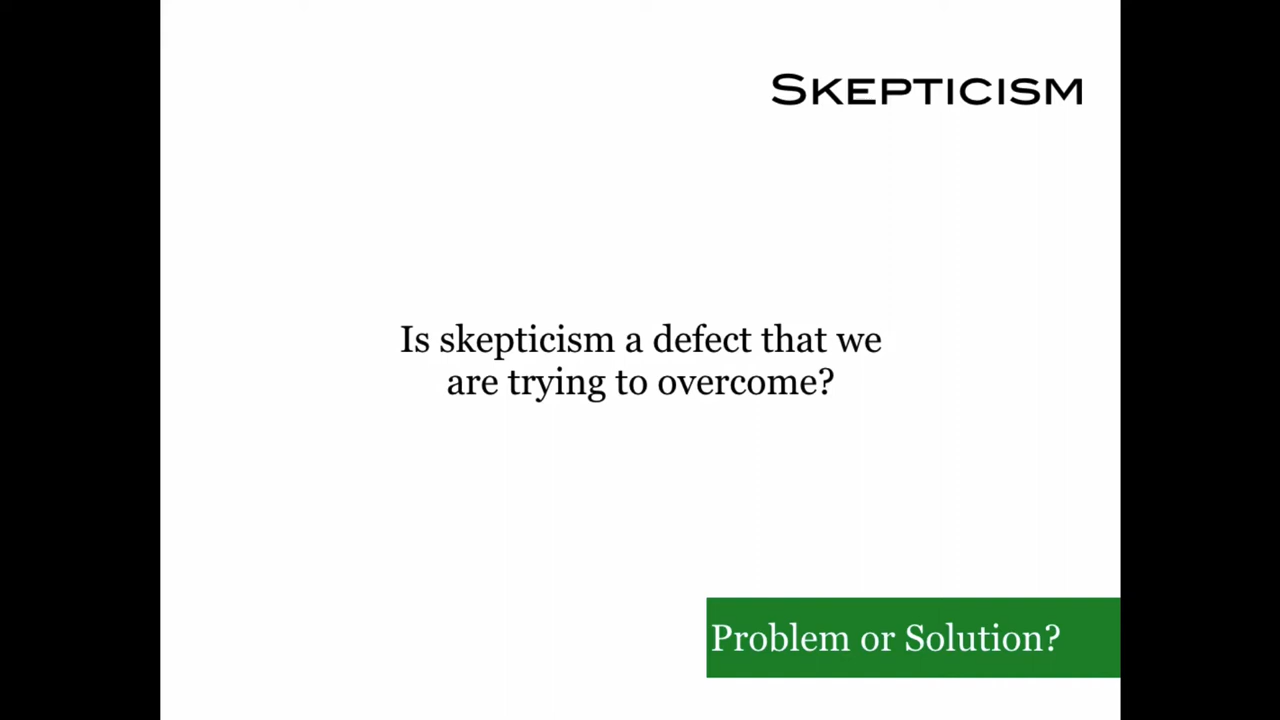 SKEPTICISM
Is skepticism a defect that we
are trying to overcome?
Problem or Solution?